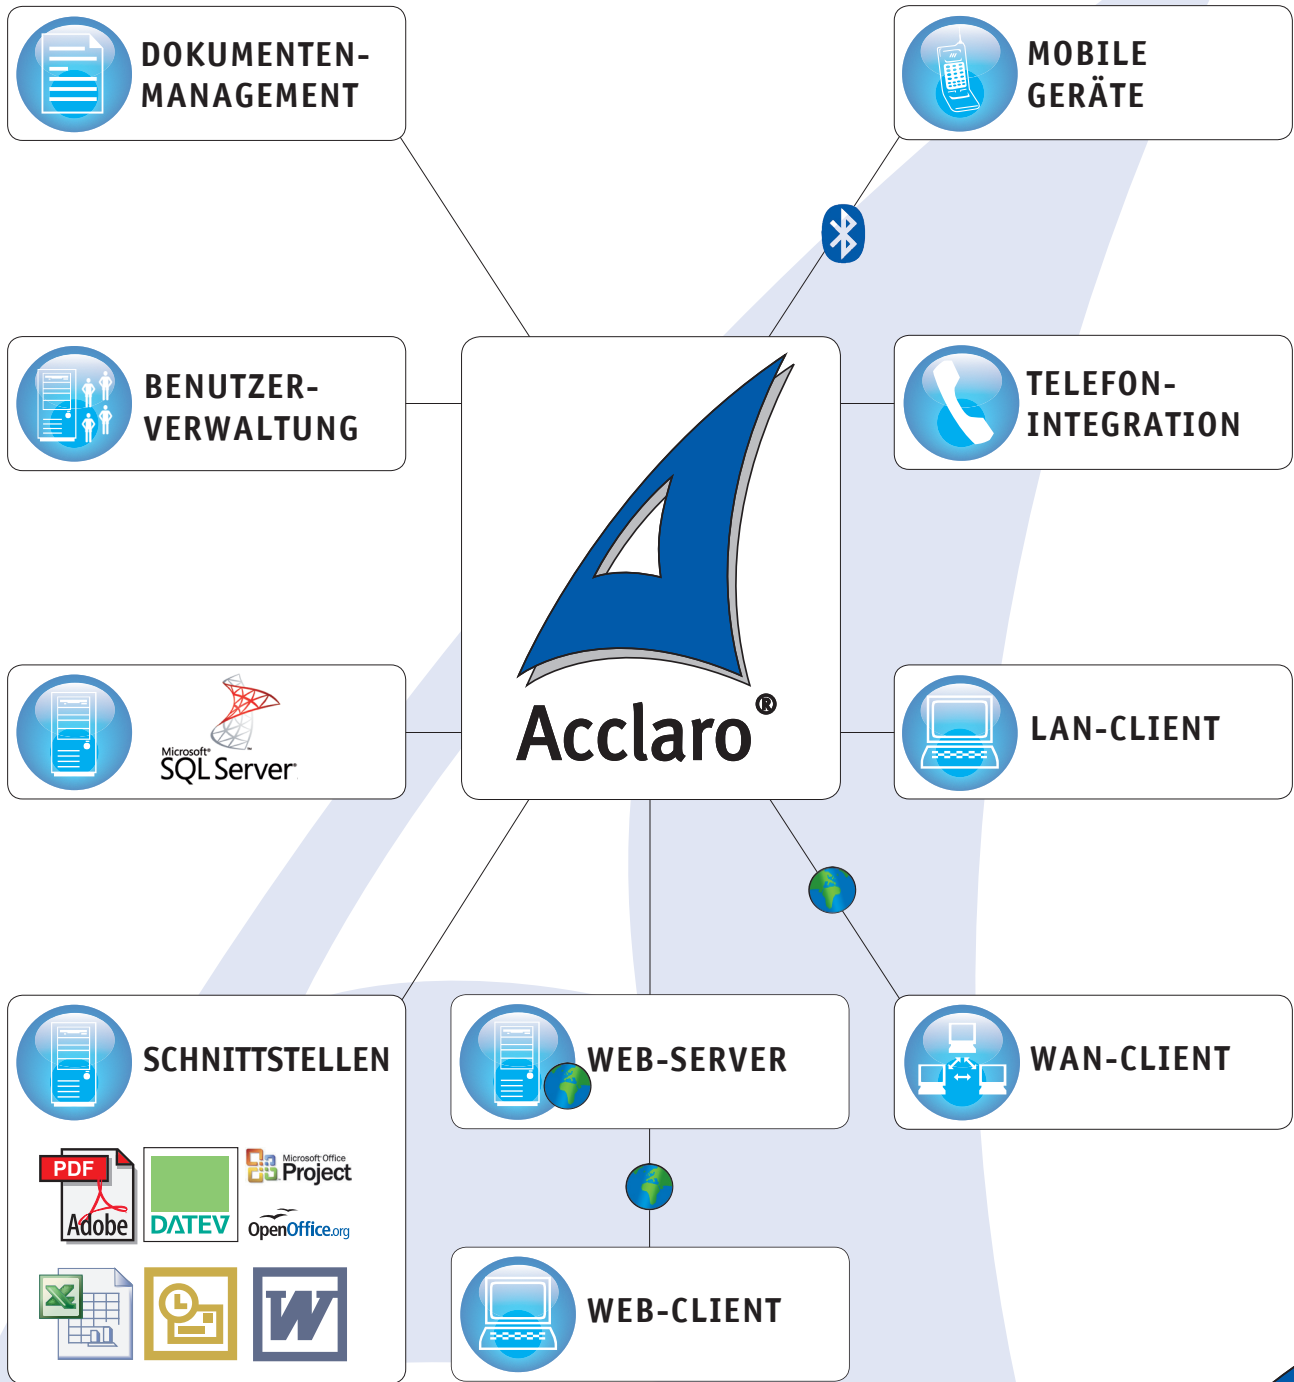 DOKUMENTEN-
MANAGEMENT
MOBILE
GERÄTE
BENUTZER-
VERWALTUNG
TELEFON-
INTEGRATION
Acclaro®
Microsoft®
SQL Server®
LAN-CLIENT
SCHNITTSTELLEN
WEB-SERVER
WAN-CLIENT
PDF
Adobe
DATEV
Microsoft Office
Project
OpenOffice.org
X
W
WEB-CLIENT